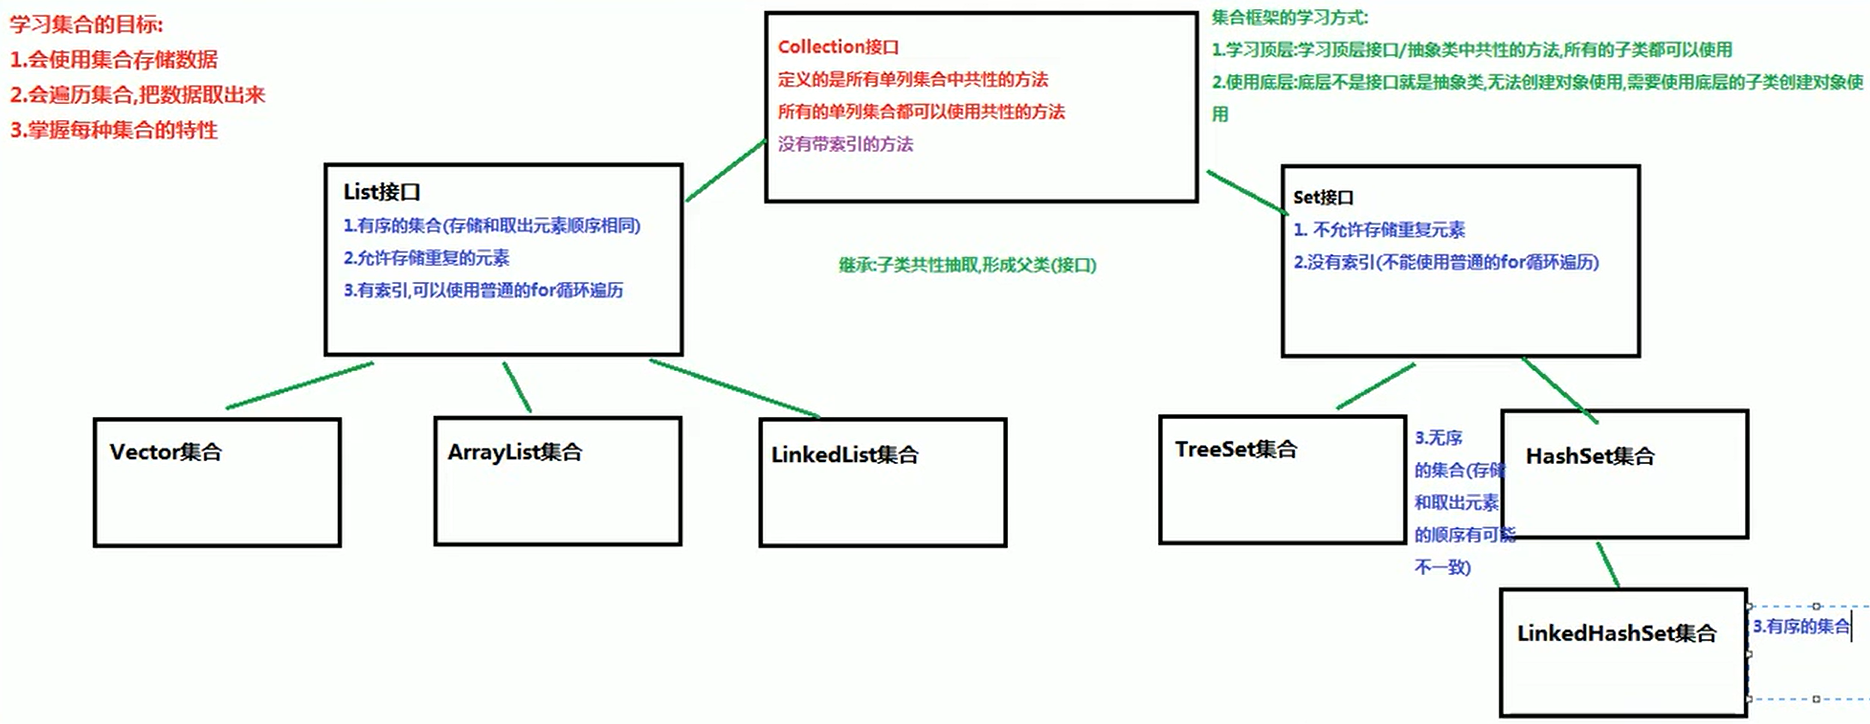 学习集合的目标:
1.会使用集合存储数据
2.会遍历集合,把数据取出来
3.掌握每种集合的特性
Collection接口
定义的是所有单列集合中共性的方法
所有的单列集合都可以使用共性的方法
没有带索引的方法
集合框架的学习方式:
1.学习顶层:学习顶层接口/抽象类中共性的方法,所有的子类都可以使用
2.使用底层:底层不是接口就是抽象类,无法创建对象使用,需要使用底层的子类创建对象使
用
List接口
1.有序的集合(存储和取出元素顺序相同)
2.允许存储重复的元素
3.有索引,可以使用普通的for循环遍历
继承:子类共性抽取,形成父类(接口)
Set接口
1. 不允许存储重复元素
2.没有索引(不能使用普通的for循环遍历)
Vector集合
ArrayList集合
LinkedList集合
TreeSet集合
3.无序
的集合(存储
和取出元素
的顺序有可能
不一致)
HashSet集合
LinkedHashSet集合
3.有序的集合